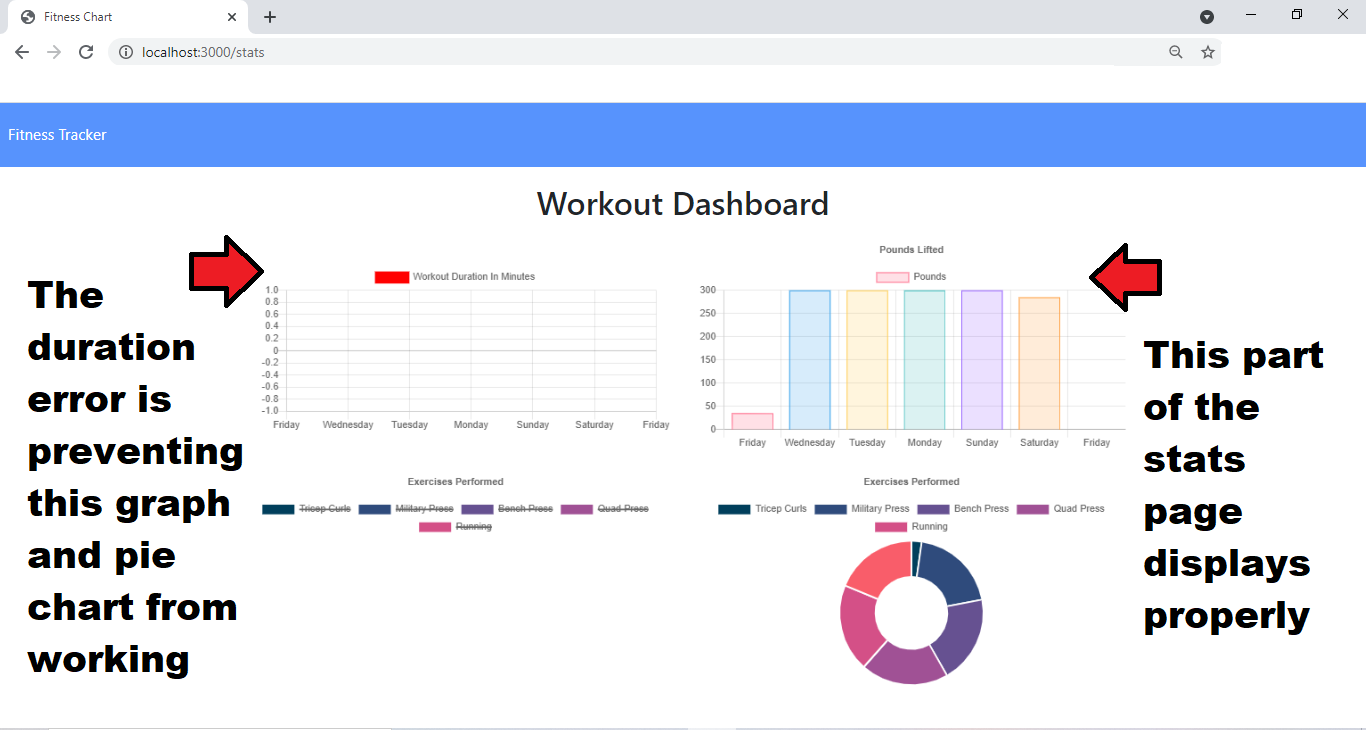 Fitness Chart
localhost:3000/stats
Fitness Tracker
Workout Dashboard
The
duration
error is
preventing
this graph
and pie
chart from
working
Workout Duration In Minutes
1.0
0.8
0.6
0.4
0.2
0
-0.2
-0.4
-0.6
-0.8
-1.0
Friday Wednesday Tuesday Monday Sunday Saturday Friday
Exercises Performed
Tricep Curls Military Press Bench Press Quad Press
Running
Pounds Lifted
Pounds
300
250
200
150
100
50
0
Friday Wednesday Tuesday Monday Sunday Saturday Friday
Exercises Performed
Tricep Curls Military Press Bench Press Quad Press
Running
This part
of the
stats
page
displays
properly